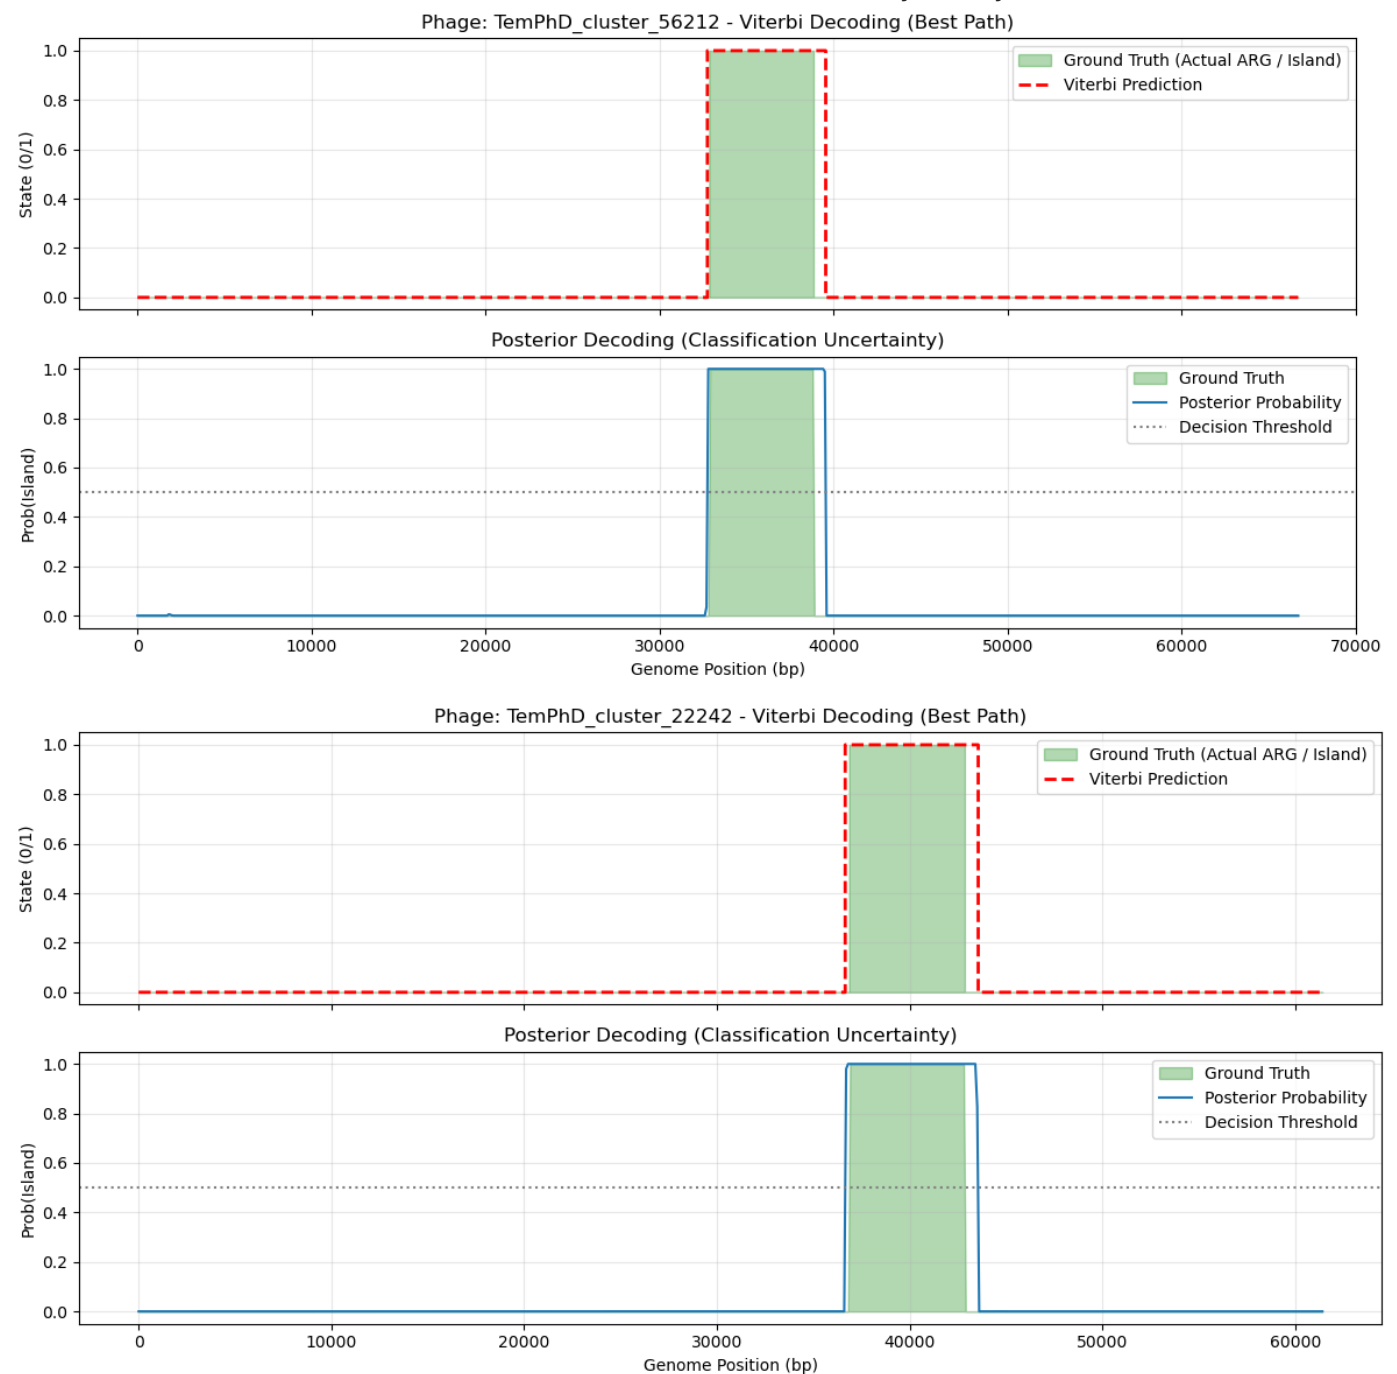 Phage: TemPhD_cluster_56212 - Viterbi Decoding (Best Path)
1.0
0.8
0.6
0.4
0.2
0.0
State (0/1)
Ground Truth (Actual ARG / Island)
Viterbi Prediction
Posterior Decoding (Classification Uncertainty)
1.0
0.8
0.6
0.4
0.2
0.0
Prob(Island)
Ground Truth
Posterior Probability
Decision Threshold
0 10000 20000 30000 40000 50000 60000 70000
Genome Position (bp)
Phage: TemPhD_cluster_22242 - Viterbi Decoding (Best Path)
1.0
0.8
0.6
0.4
0.2
0.0
State (0/1)
Ground Truth (Actual ARG / Island)
Viterbi Prediction
Posterior Decoding (Classification Uncertainty)
1.0
0.8
0.6
0.4
0.2
0.0
Prob(Island)
Ground Truth
Posterior Probability
Decision Threshold
0 10000 20000 30000 40000 50000 60000
Genome Position (bp)